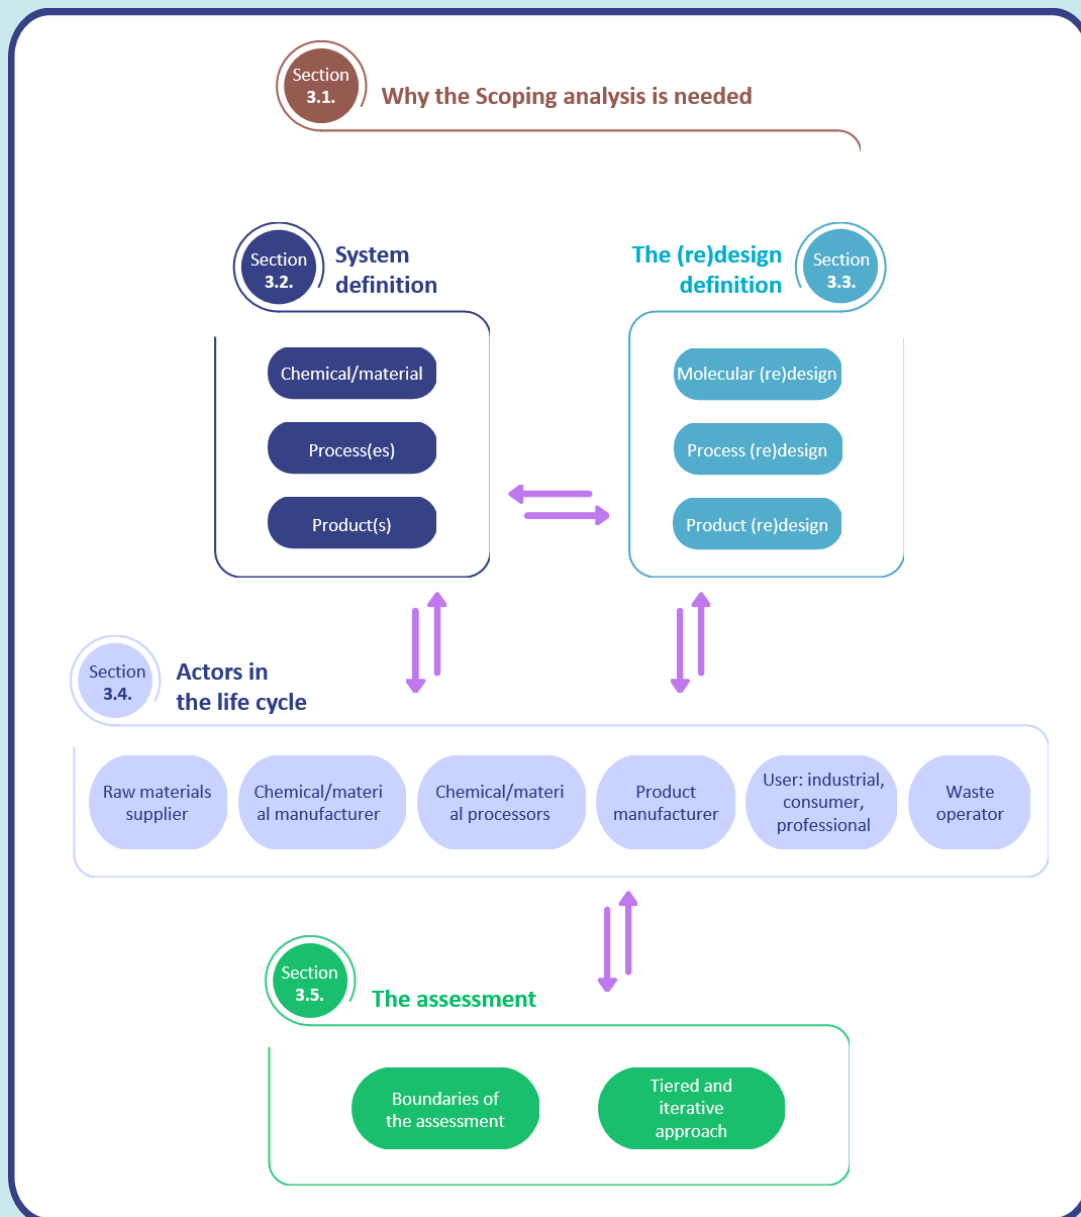 Section
3.1.
Why the Scoping analysis is needed
Section
3.2.
System
definition
The (re)design
definition
Section
3.3.
Chemical/material
Process(es)
Product(s)
Molecular (re)design
Process (re)design
Product (re)design
Section
3.4.
Actors in
the life cycle
Raw materials
supplier
Chemical/materi
al manufacturer
Chemical/materi
al processors
Product
manufacturer
User: industrial,
consumer,
professional
Waste
operator
Section
3.5.
The assessment
Boundaries of
the assessment
Tiered and
iterative
approach